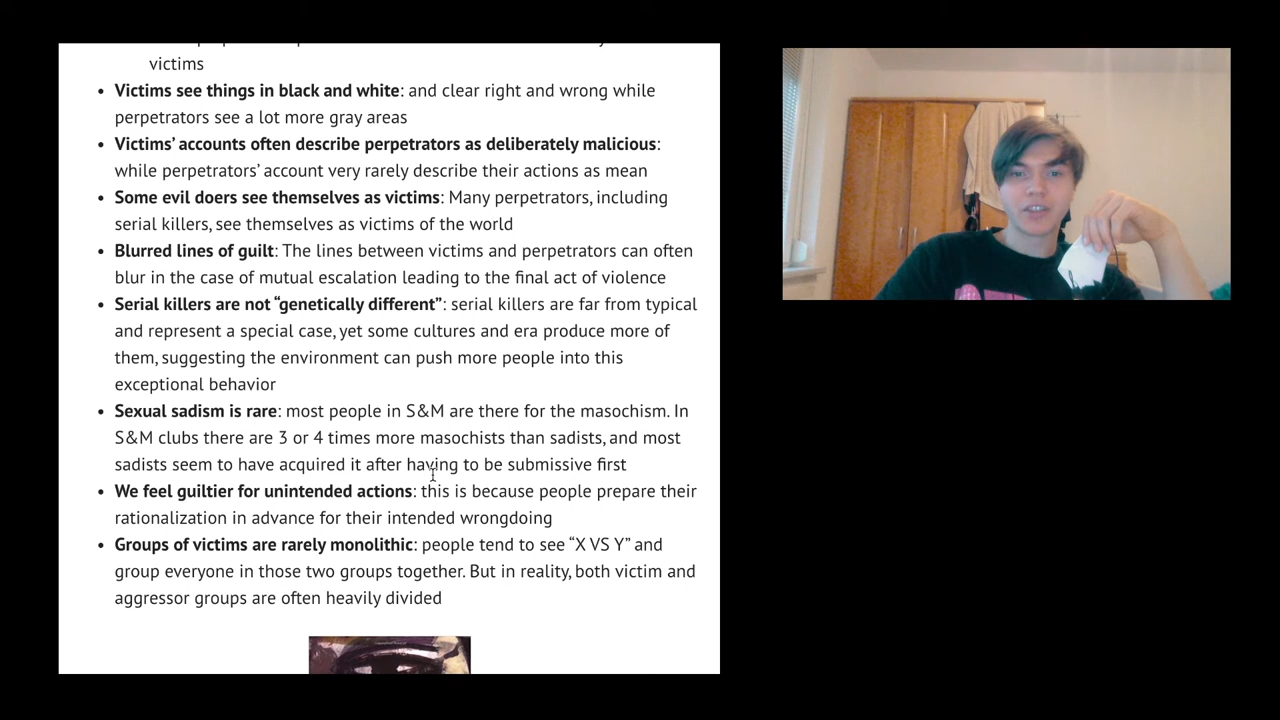 victims
• Victims see things in black and white: and clear right and wrong while
perpetrators see a lot more gray areas
• Victims’ accounts often describe perpetrators as deliberately malicious:
while perpetrators’ account very rarely describe their actions as mean
• Some evil doers see themselves as victims: Many perpetrators, including
serial killers, see themselves as victims of the world
• Blurred lines of guilt: The lines between victims and perpetrators can often
blur in the case of mutual escalation leading to the final act of violence
• Serial killers are not “genetically different”: serial killers are far from typical
and represent a special case, yet some cultures and era produce more of
them, suggesting the environment can push more people into this
exceptional behavior
• Sexual sadism is rare: most people in S&M are there for the masochism. In
S&M clubs there are 3 or 4 times more masochists than sadists, and most
sadists seem to have acquired it after having to be submissive first
• We feel guiltier for unintended actions: this is because people prepare their
rationalization in advance for their intended wrongdoing
• Groups of victims are rarely monolithic: people tend to see “X VS Y” and
group everyone in those two groups together. But in reality, both victim and
aggressor groups are often heavily divided